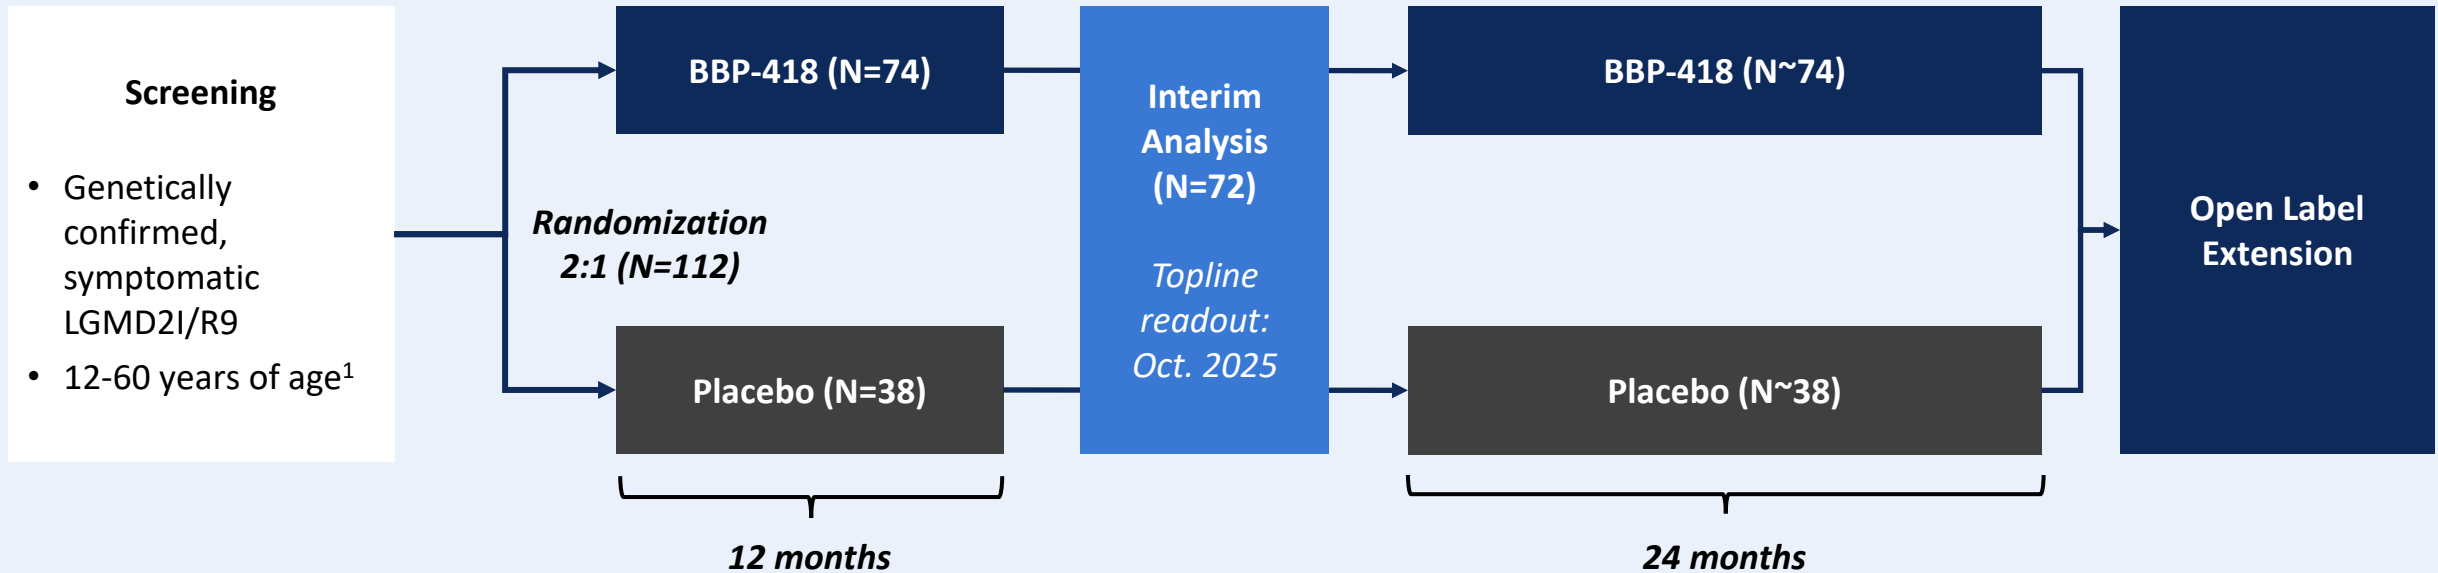 Screening
• Genetically
confirmed,
symptomatic
LGMD2I/R9
• 12-60 years of age¹
Randomization
2:1 (N=112)
BBP-418 (N=74)
Placebo (N=38)
12 months
Interim
Analysis
(N=72)
Topline
readout:
Oct. 2025
BBP-418 (N~74)
Placebo (N~38)
24 months
Open Label
Extension